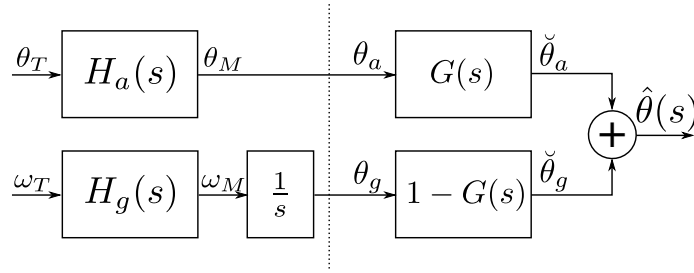 θ_T H_a(s) θ_M θ_a G(s) θ̆_a
+ θ̂(s)
ω_T H_g(s) ω_M 1/s θ_g 1 − G(s) θ̆_g